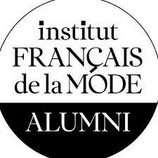 institut
FRANÇAIS
de la MODE
ALUMNI